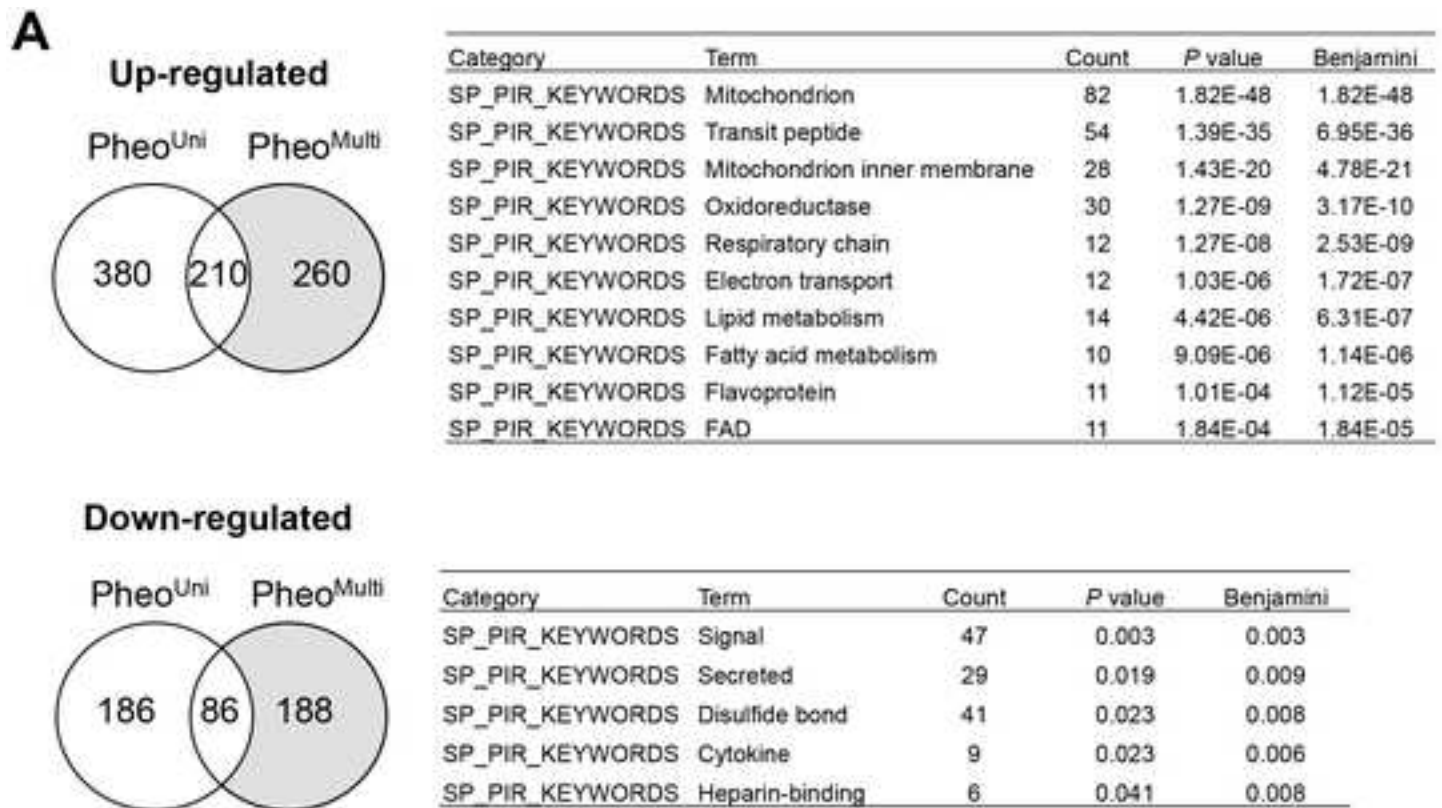 A
Up-regulated
PheoUni PheoMulti
380 210 260
Category Term Count P value Benjamini
SP_PIR_KEYWORDS Mitochondrion 82 1.82E-48 1.82E-48
SP_PIR_KEYWORDS Transit peptide 54 1.39E-35 6.95E-36
SP_PIR_KEYWORDS Mitochondrion inner membrane 28 1.43E-20 4.78E-21
SP_PIR_KEYWORDS Oxidoreductase 30 1.27E-09 3.17E-10
SP_PIR_KEYWORDS Respiratory chain 12 1.27E-08 2.53E-09
SP_PIR_KEYWORDS Electron transport 12 1.03E-06 1.72E-07
SP_PIR_KEYWORDS Lipid metabolism 14 4.42E-06 6.31E-07
SP_PIR_KEYWORDS Fatty acid metabolism 10 9.09E-06 1.14E-06
SP_PIR_KEYWORDS Flavoprotein 11 1.01E-04 1.12E-05
SP_PIR_KEYWORDS FAD 11 1.84E-04 1.84E-05
Down-regulated
PheoUni PheoMulti
186 86 188
Category Term Count P value Benjamini
SP_PIR_KEYWORDS Signal 47 0.003 0.003
SP_PIR_KEYWORDS Secreted 29 0.019 0.009
SP_PIR_KEYWORDS Disulfide bond 41 0.023 0.008
SP_PIR_KEYWORDS Cytokine 9 0.023 0.006
SP_PIR_KEYWORDS Heparin-binding 6 0.041 0.008